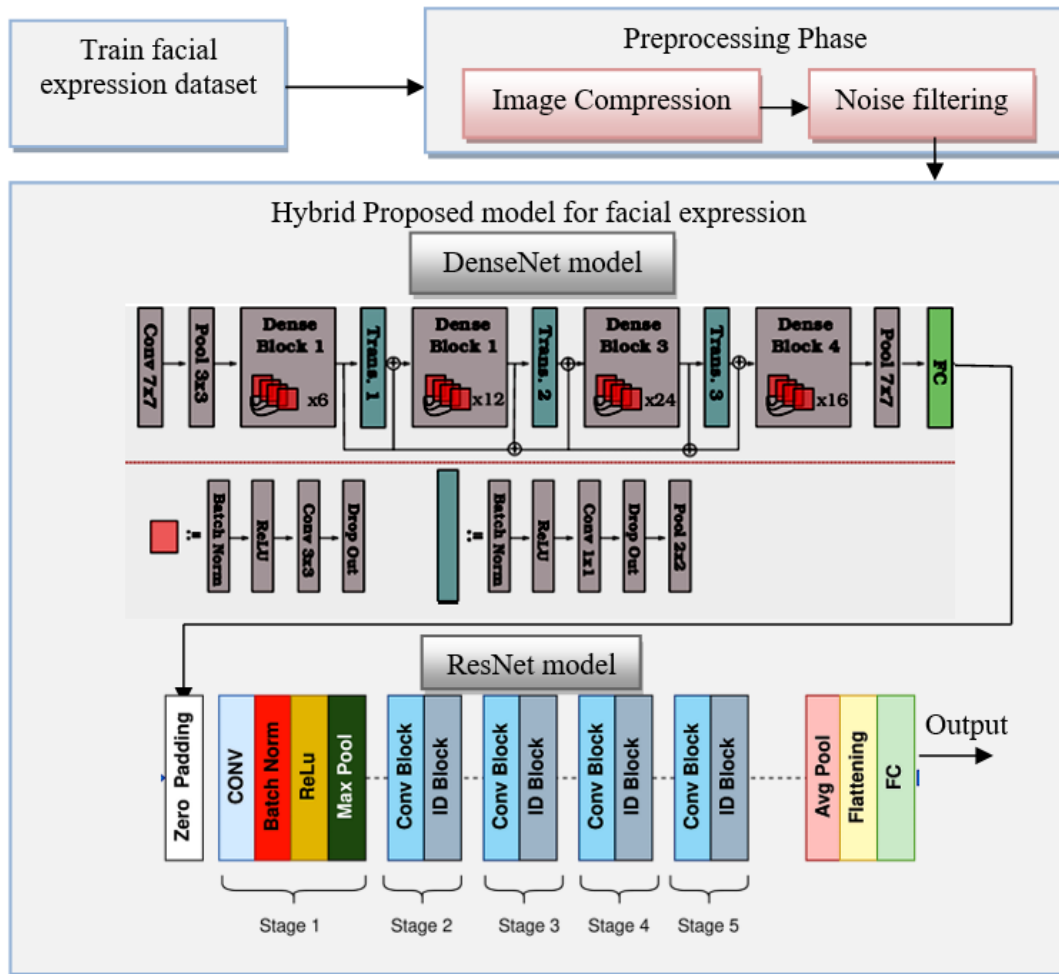 Train facial
expression dataset
Preprocessing Phase
Image Compression
Noise filtering
Hybrid Proposed model for facial expression
DenseNet model
Conv 7x7
Pool 3x3
Dense
Block 1
x6
Trans. 1
Dense
Block 1
x12
Trans. 2
Dense
Block 3
x24
Trans. 3
Dense
Block 4
x16
Pool 7x7
FC
::
Batch Norm
ReLU
Conv 3x3
Drop Out
::
Batch Norm
ReLU
Conv 1x1
Drop Out
Pool 2x2
ResNet model
Zero Padding
CONV
Batch Norm
ReLu
Max Pool
Conv Block
ID Block
Conv Block
ID Block
Conv Block
ID Block
Conv Block
ID Block
Avg Pool
Flattening
FC
Output
Stage 1
Stage 2
Stage 3
Stage 4
Stage 5